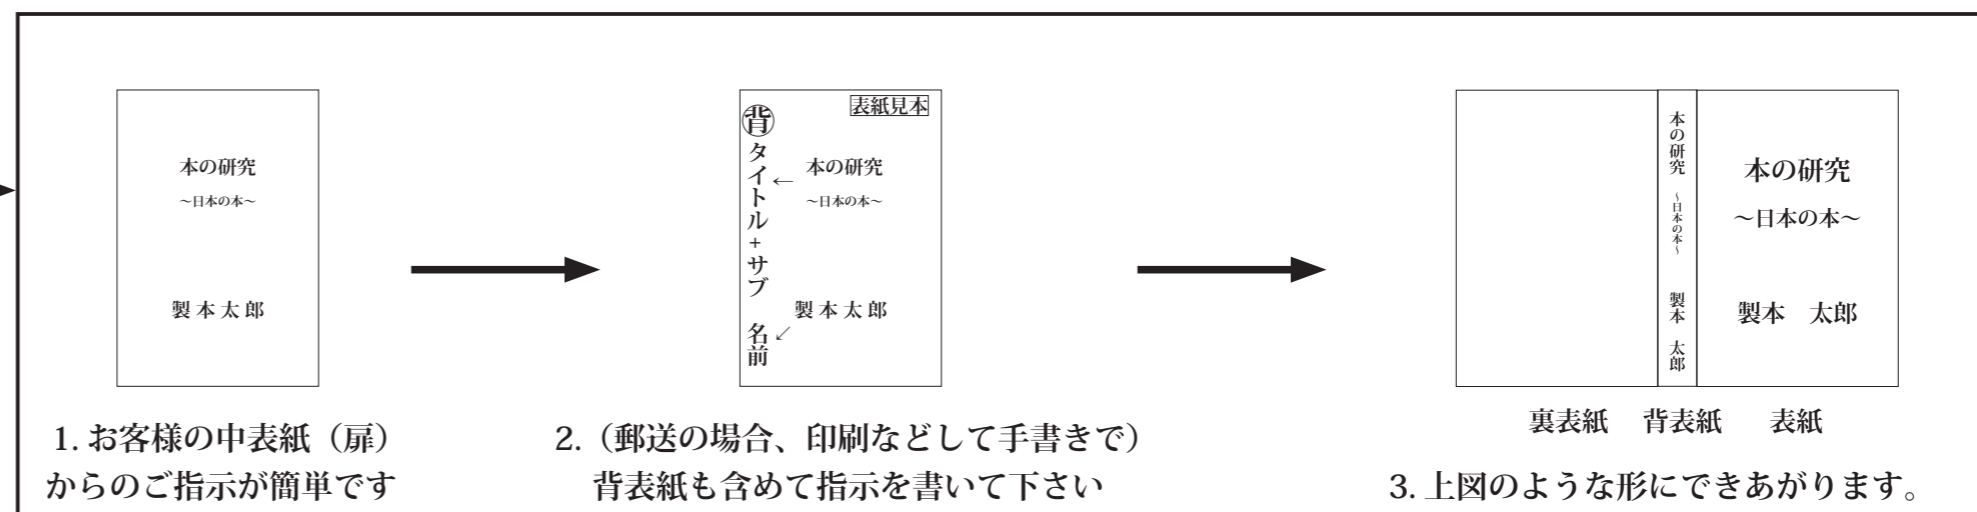 本の研究
～日本の本～
製本太郎
1. お客様の中表紙（扉）
からのご指示が簡単です
表紙見本
背
タイトル+サブ 名前
←
本の研究
～日本の本～
製本太郎
↙
2.（郵送の場合、印刷などして手書きで）
背表紙も含めて指示を書いて下さい
本の研究 ～日本の本～ 製本 太郎
本の研究
～日本の本～
製本 太郎
裏表紙 背表紙 表紙
3. 上図のような形にできあがります。